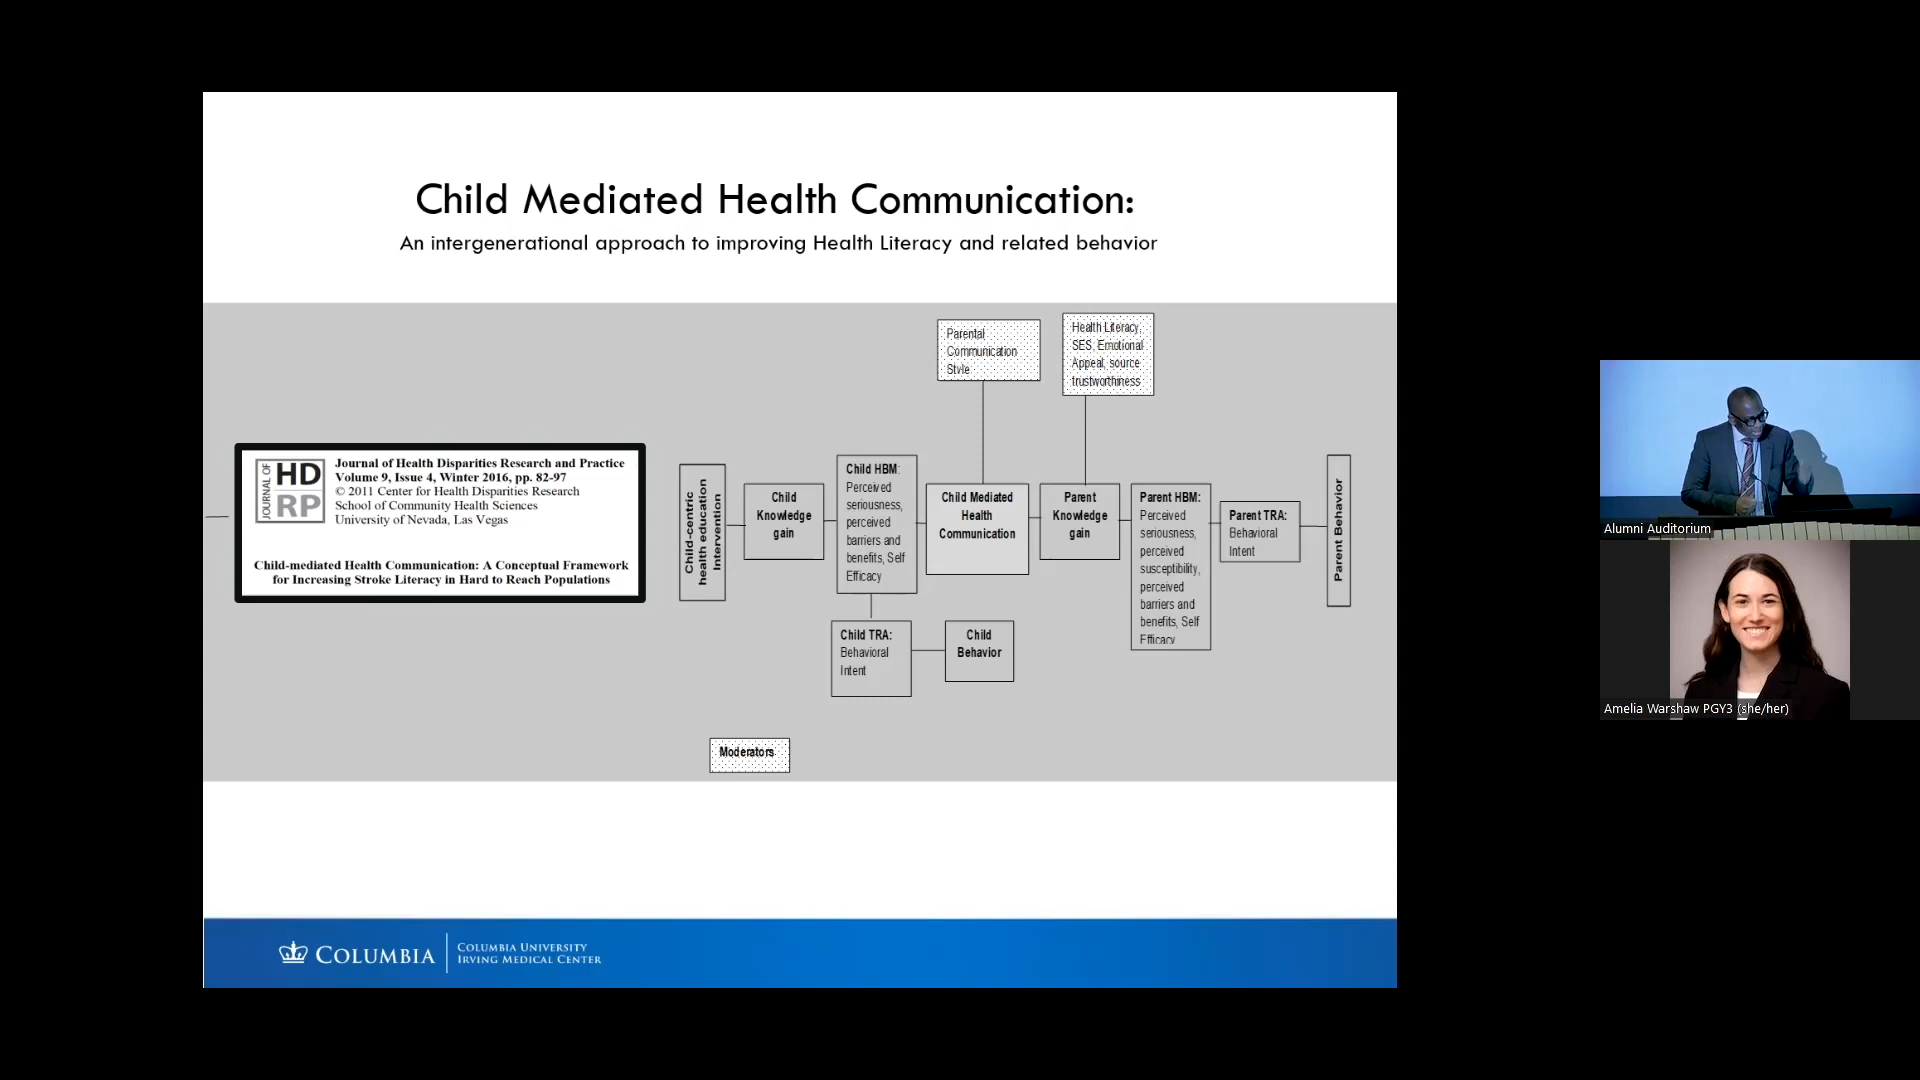 Child Mediated Health Communication:
An intergenerational approach to improving Health Literacy and related behavior
JOURNAL OF
HD
RP
Journal of Health Disparities Research and Practice
Volume 9, Issue 4, Winter 2016, pp. 82-97
© 2011 Center for Health Disparities Research
School of Community Health Sciences
University of Nevada, Las Vegas
Child-mediated Health Communication: A Conceptual Framework
for Increasing Stroke Literacy in Hard to Reach Populations
Child-centric
health education
Intervention
Child
Knowledge
gain
Child HBM:
Perceived
seriousness,
perceived
barriers and
benefits, Self
Efficacy
Child TRA:
Behavioral
Intent
Child
Behavior
Parental
Communication
Style
Child Mediated
Health
Communication
Health Literacy,
SES, Emotional
Appeal, source
trustworthiness
Parent
Knowledge
gain
Parent HBM:
Perceived
seriousness,
perceived
susceptibility,
perceived
barriers and
benefits, Self
Efficacy
Parent TRA:
Behavioral
Intent
Parent Behavior
Moderators
COLUMBIA
COLUMBIA UNIVERSITY
IRVING MEDICAL CENTER
Alumni Auditorium
Amelia Warshaw PGY3 (she/her)